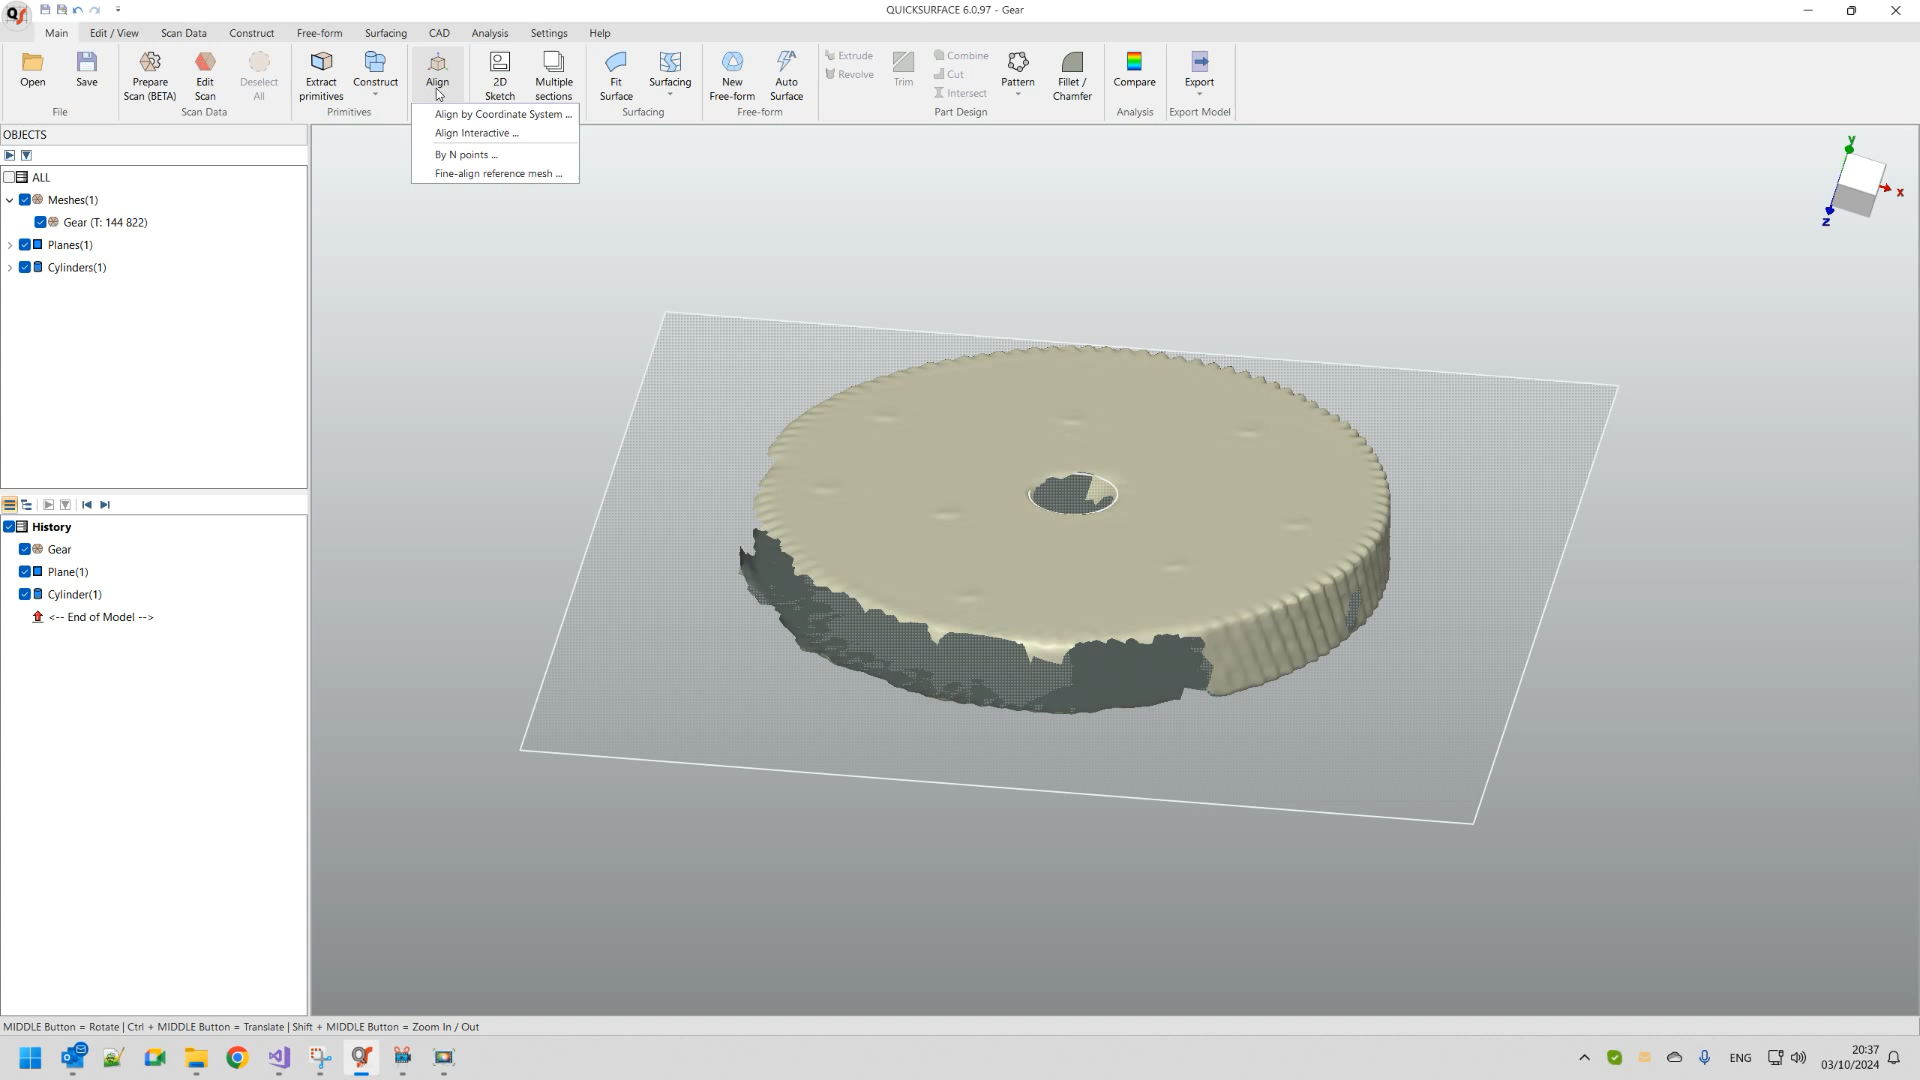 QUICKSURFACE 6.0.97 - Gear
Main Edit / View Scan Data Construct Free-form Surfacing CAD Analysis Settings Help
Open
Save
File
Prepare
Scan (BETA)
Edit
Scan
Deselect
All
Scan Data
Extract
primitives
Construct
Primitives
Align
2D
Sketch
Multiple
sections
Fit
Surface
Surfacing
Surfacing
New
Free-form
Auto
Surface
Free-form
Extrude
Revolve
Trim
Combine
Cut
Intersect
Pattern
Fillet /
Chamfer
Part Design
Compare
Analysis
Export
Export Model
Align by Coordinate System ...
Align Interactive ...
By N points ...
Fine-align reference mesh ...
OBJECTS
ALL
Meshes(1)
Gear (T: 144 822)
Planes(1)
Cylinders(1)
History
Gear
Plane(1)
Cylinder(1)
<-- End of Model -->
y
x
z
MIDDLE Button = Rotate | Ctrl + MIDDLE Button = Translate | Shift + MIDDLE Button = Zoom In / Out
ENG
20:37
03/10/2024